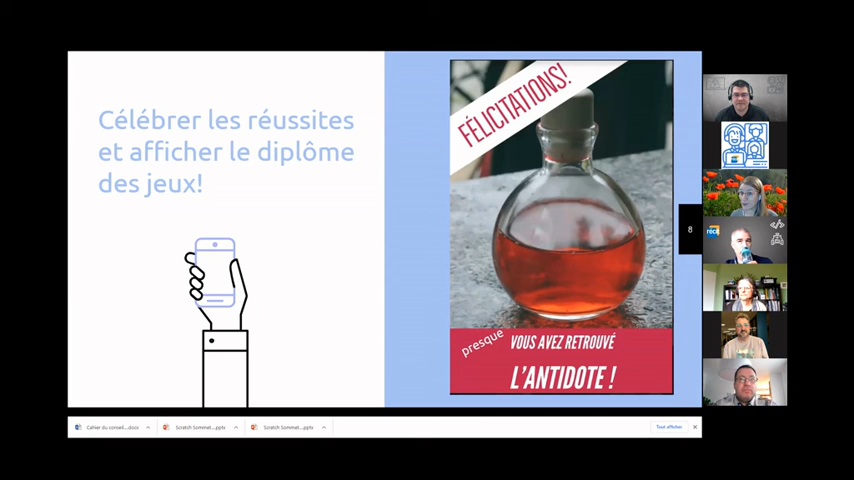 Célébrer les réussites
et afficher le diplôme
des jeux!
FÉLICITATIONS!
presque
VOUS AVEZ RETROUVÉ
L'ANTIDOTE !
8
récit
Cahier du conseil...docx
Scratch Sommet....pptx
Scratch Sommet....pptx
Tout afficher